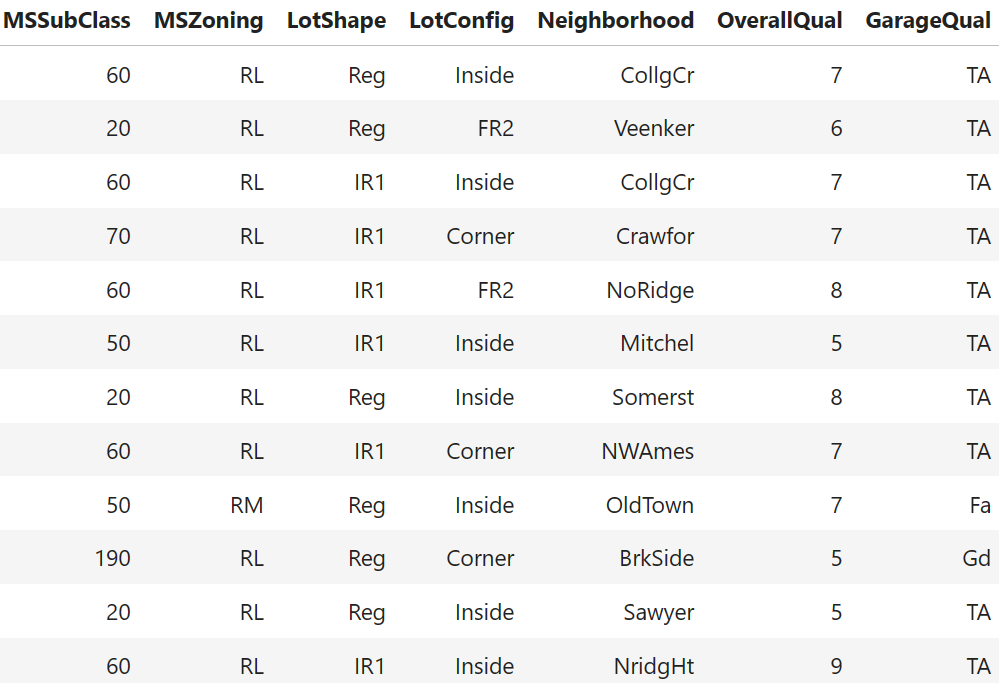 MSSubClass MSZoning LotShape LotConfig Neighborhood OverallQual GarageQual
60 RL Reg Inside CollgCr 7 TA
20 RL Reg FR2 Veenker 6 TA
60 RL IR1 Inside CollgCr 7 TA
70 RL IR1 Corner Crawfor 7 TA
60 RL IR1 FR2 NoRidge 8 TA
50 RL IR1 Inside Mitchel 5 TA
20 RL Reg Inside Somerst 8 TA
60 RL IR1 Corner NWAmes 7 TA
50 RM Reg Inside OldTown 7 Fa
190 RL Reg Corner BrkSide 5 Gd
20 RL Reg Inside Sawyer 5 TA
60 RL IR1 Inside NridgHt 9 TA